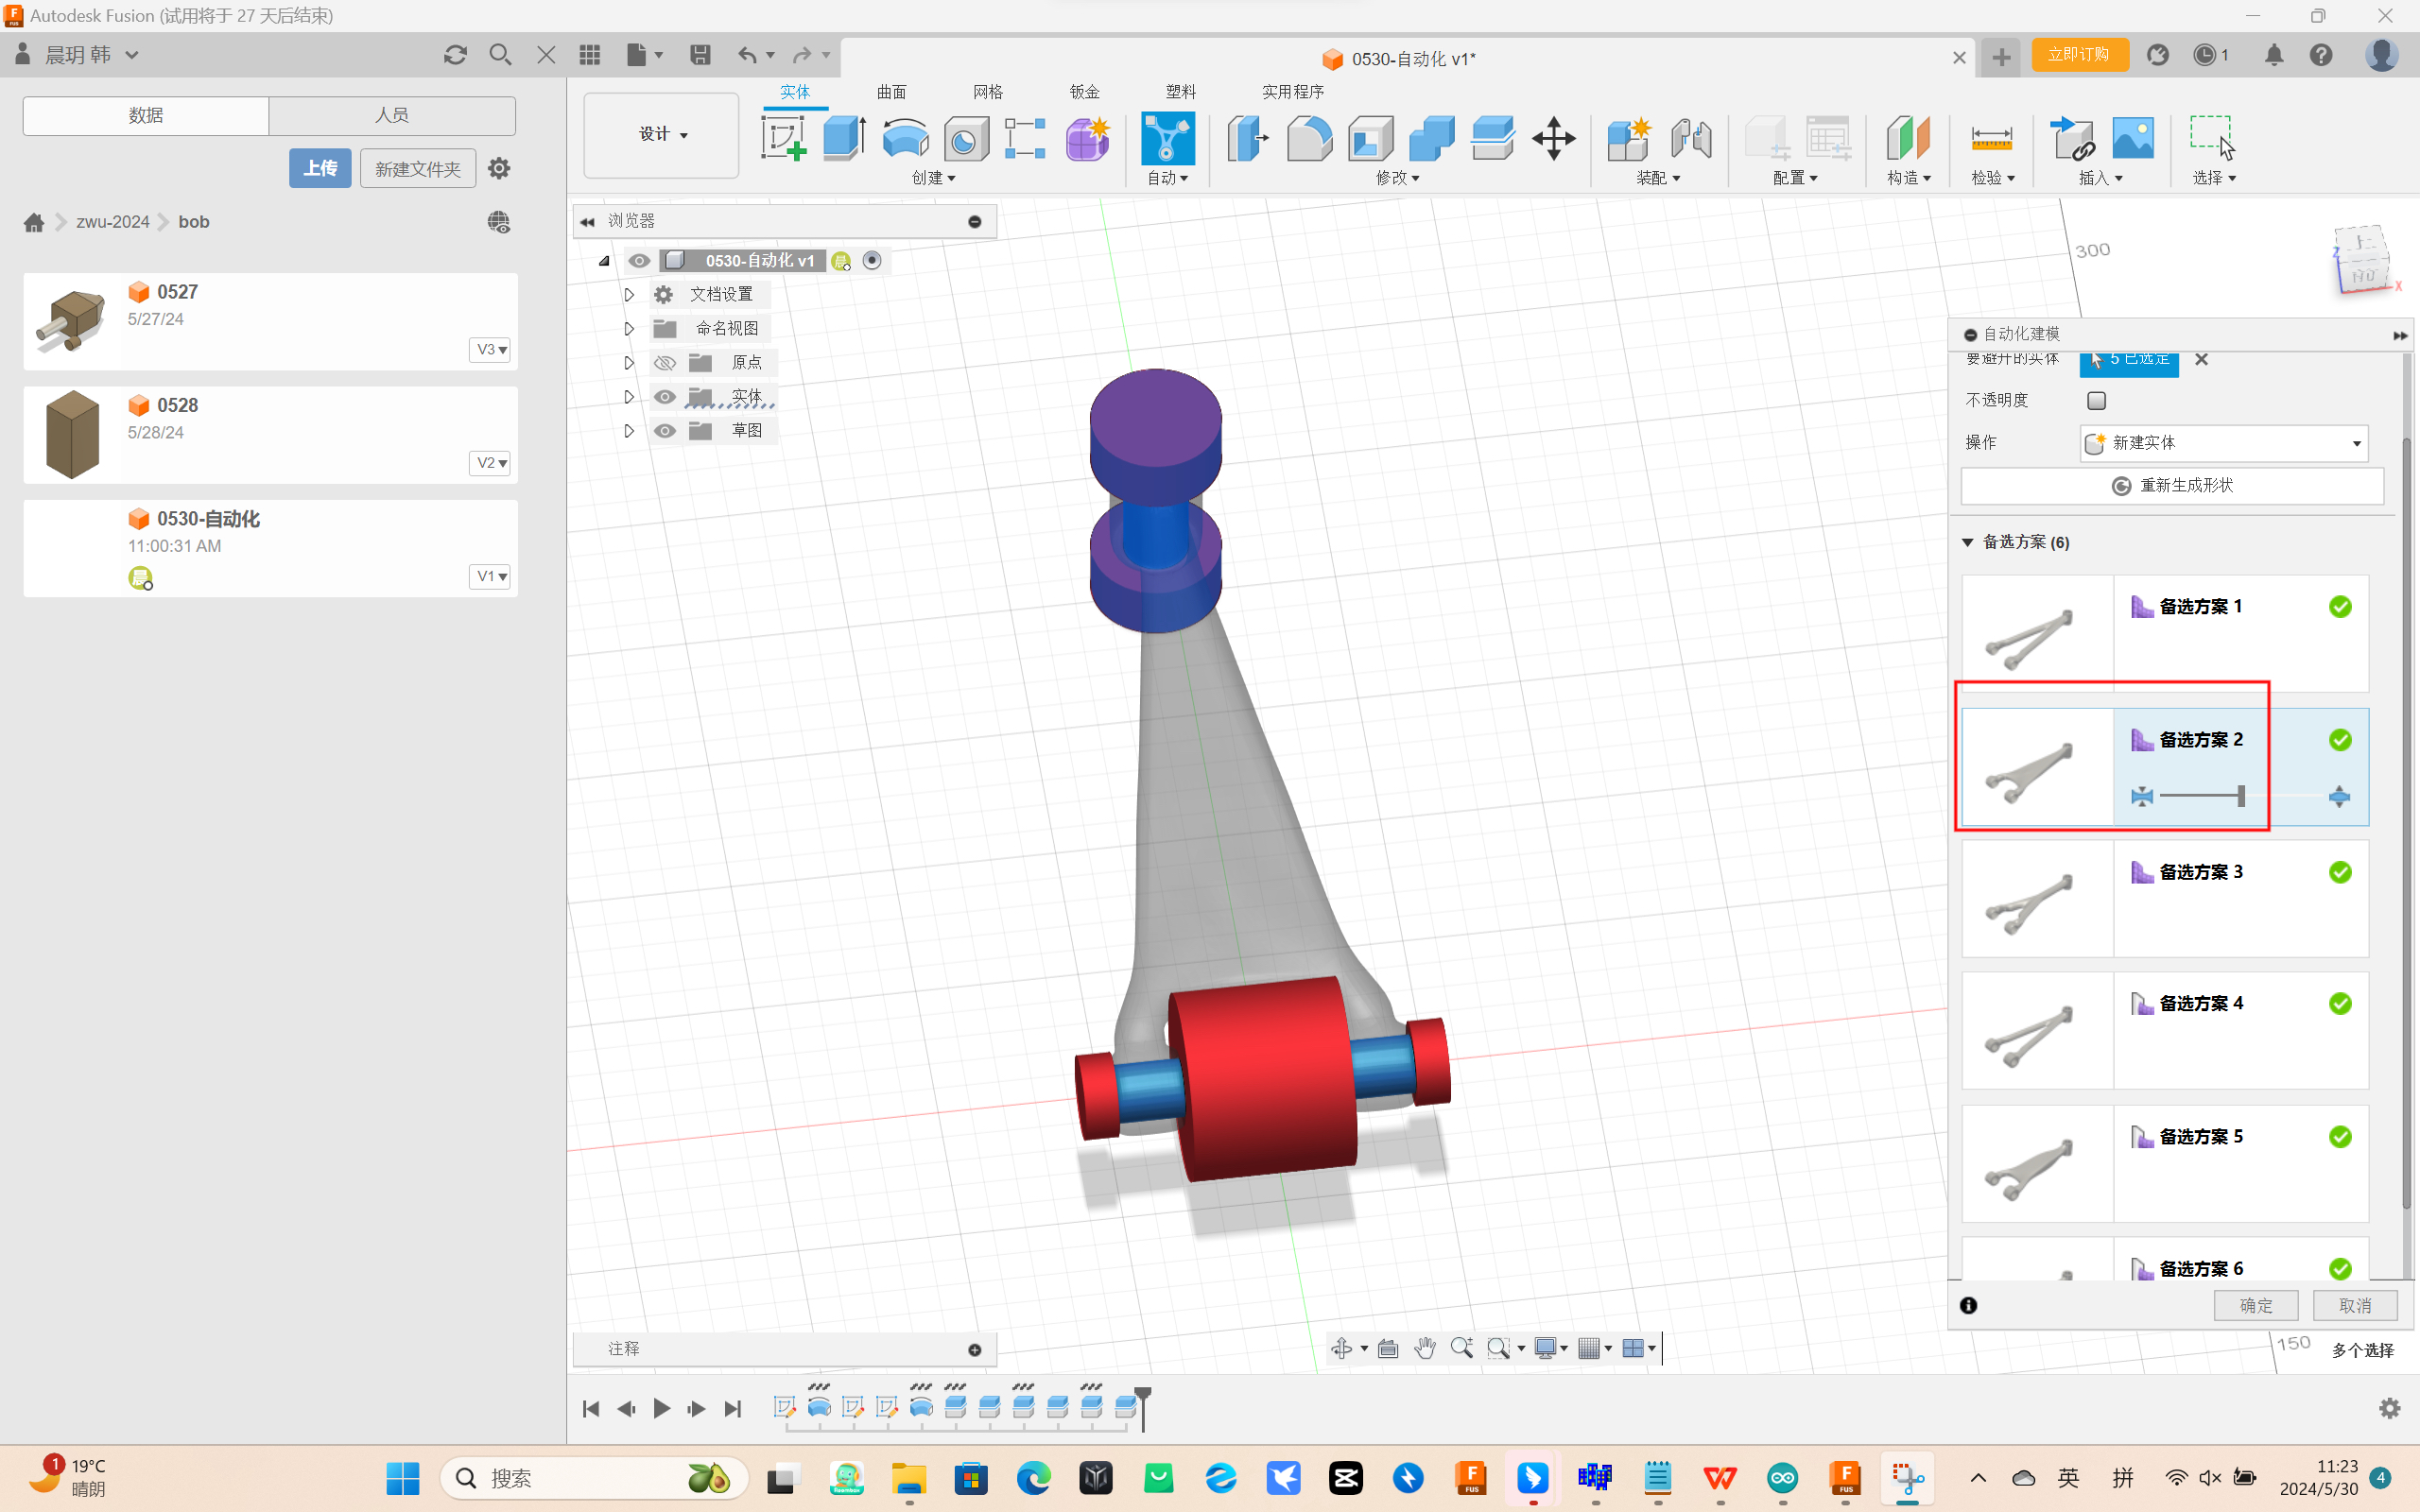 Autodesk Fusion (试用将于 27 天后结束)
晨玥 韩
0530-自动化 v1*
立即订购
1
数据
人员
上传
新建文件夹
zwu-2024
bob
0527
5/27/24
V3
0528
5/28/24
V2
0530-自动化
11:00:31 AM
晨
V1
设计
实体
曲面
网格
钣金
塑料
实用程序
创建
自动
修改
装配
配置
构造
检验
插入
选择
浏览器
0530-自动化 v1
晨
文档设置
命名视图
原点
实体
草图
300
上
前
Z
X
自动化建模
要避开的实体
5 已选定
不透明度
操作
新建实体
重新生成形状
备选方案 (6)
备选方案 1
备选方案 2
备选方案 3
备选方案 4
备选方案 5
备选方案 6
确定
取消
150
多个选择
注释
1
19°C
晴朗
搜索
英
拼
11:23
2024/5/30
4